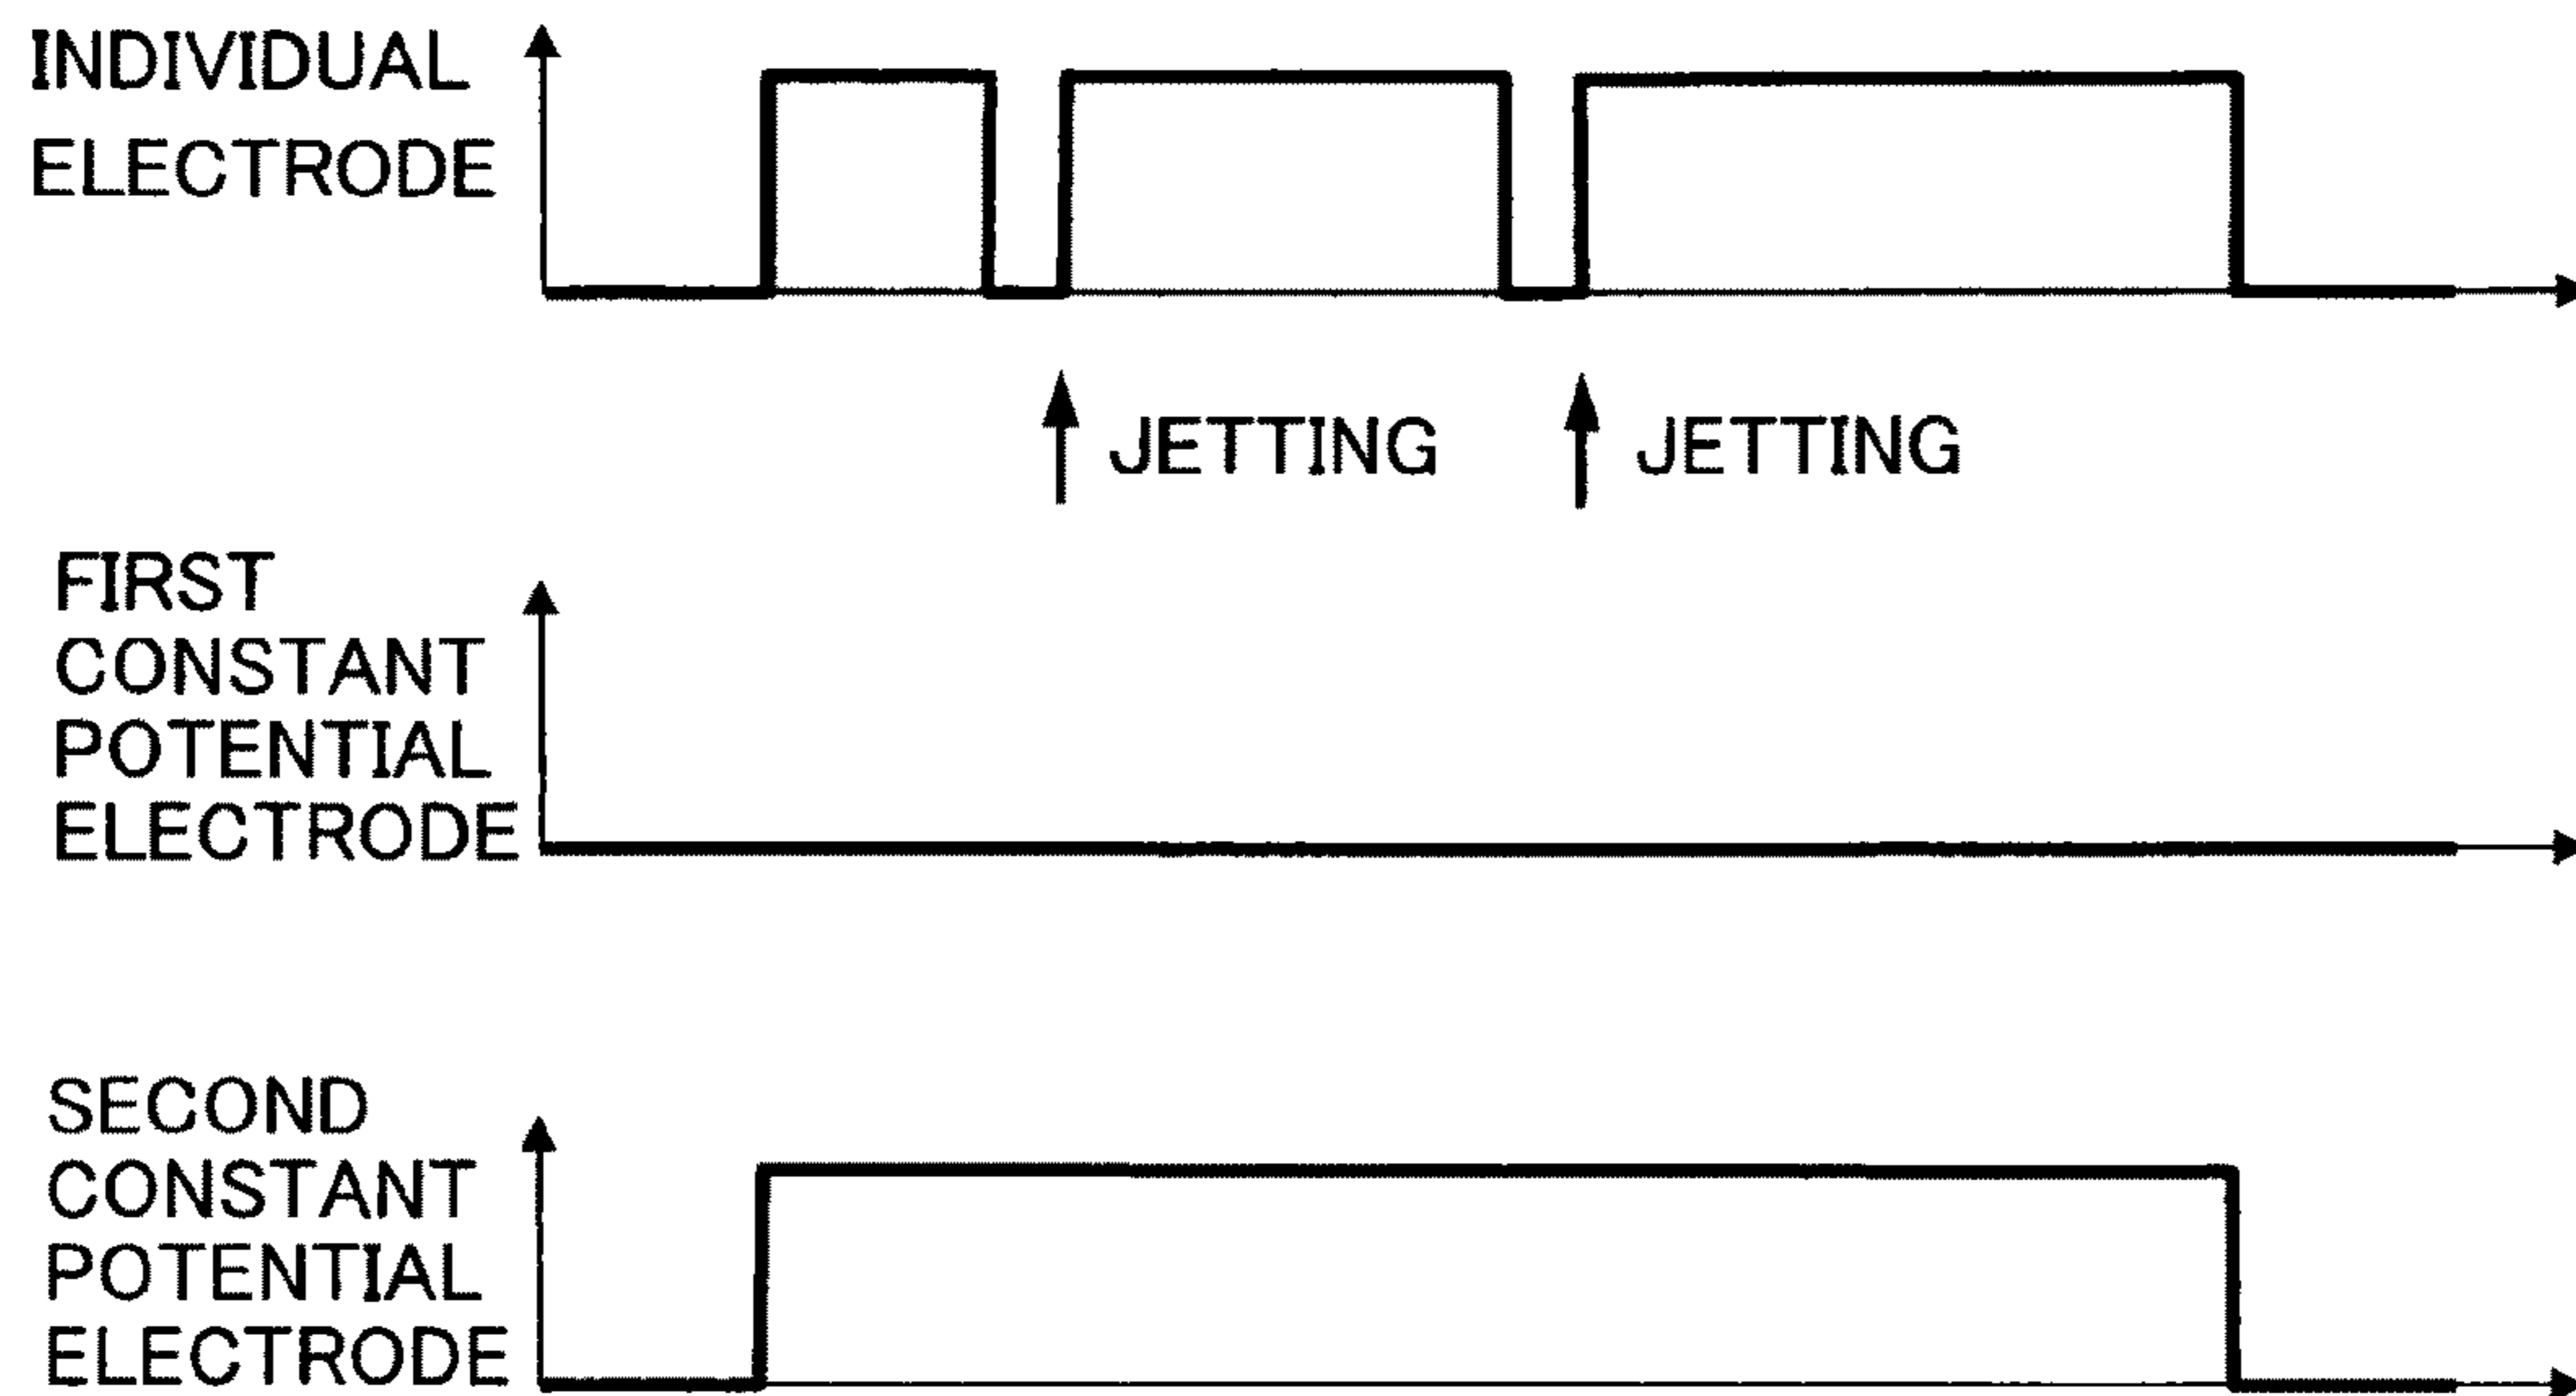 INDIVIDUAL
ELECTRODE
JETTING
JETTING
FIRST
CONSTANT
POTENTIAL
ELECTRODE
SECOND
CONSTANT
POTENTIAL
ELECTRODE